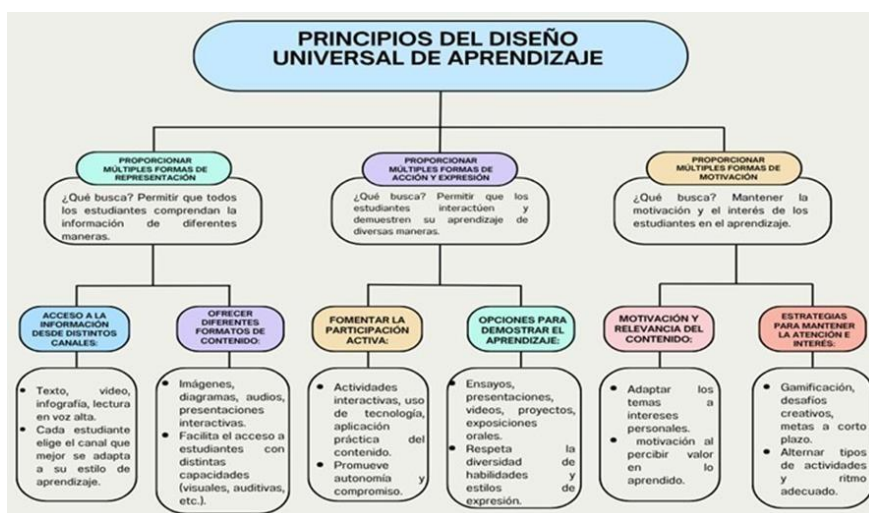 PRINCIPIOS DEL DISEÑO
UNIVERSAL DE APRENDIZAJE
PROPORCIONAR
MÚLTIPLES FORMAS DE
REPRESENTACIÓN
¿Qué busca? Permitir que todos
los estudiantes comprendan la
información de diferentes
maneras.
PROPORCIONAR
MÚLTIPLES FORMAS DE
ACCIÓN Y EXPRESIÓN
¿Qué busca? Permitir que los
estudiantes interactúen y
demuestren su aprendizaje de
diversas maneras.
PROPORCIONAR
MÚLTIPLES FORMAS DE
MOTIVACIÓN
¿Qué busca? Mantener la
motivación y el interés de los
estudiantes en el aprendizaje.
ACCESO A LA
INFORMACIÓN
DESDE DISTINTOS
CANALES:
• Texto, video,
infografía, lectura
en voz alta.
• Cada estudiante
elige el canal que
mejor se adapta
a su estilo de
aprendizaje.
OFRECER
DIFERENTES
FORMATOS DE
CONTENIDO:
• Imágenes,
diagramas, audios,
presentaciones
interactivas.
• Facilita el acceso a
estudiantes con
distintas
capacidades
(visuales, auditivas,
etc.).
FOMENTAR LA
PARTICIPACIÓN
ACTIVA:
• Actividades
interactivas, uso
de tecnología,
aplicación
práctica del
contenido.
• Promueve
autonomía y
compromiso.
OPCIONES PARA
DEMOSTRAR EL
APRENDIZAJE:
• Ensayos,
presentaciones,
videos, proyectos,
exposiciones
orales.
• Respeta la
diversidad de
habilidades y
estilos de
expresión.
MOTIVACIÓN Y
RELEVANCIA DEL
CONTENIDO:
• Adaptar los
temas a
intereses
personales.
• motivación al
percibir valor
en lo
aprendido.
ESTRATEGIAS
PARA MANTENER
LA ATENCIÓN E
INTERÉS:
• Gamificación,
desafíos
creativos,
metas a corto
plazo.
• Alternar tipos
de actividades
y ritmo
adecuado.